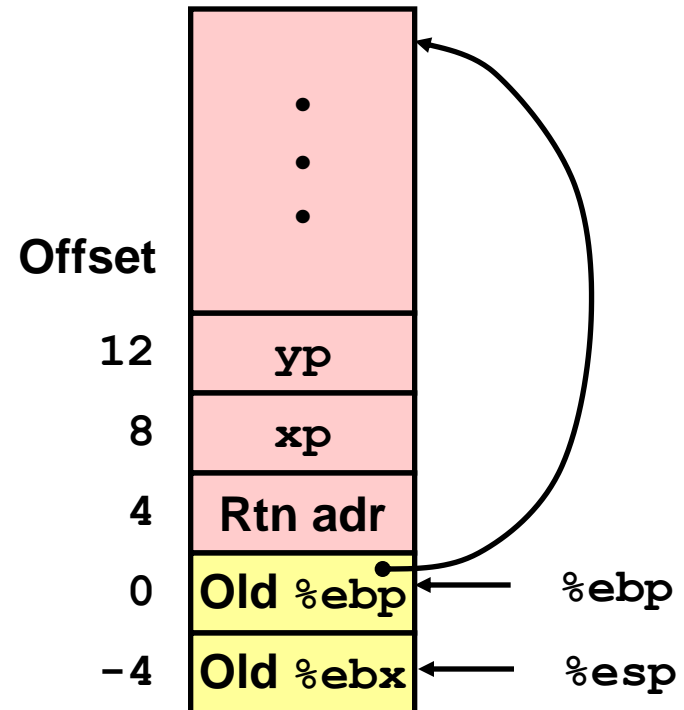 Offset
12 yp
8 xp
4 Rtn adr
0 Old %ebp %ebp
-4 Old %ebx %esp